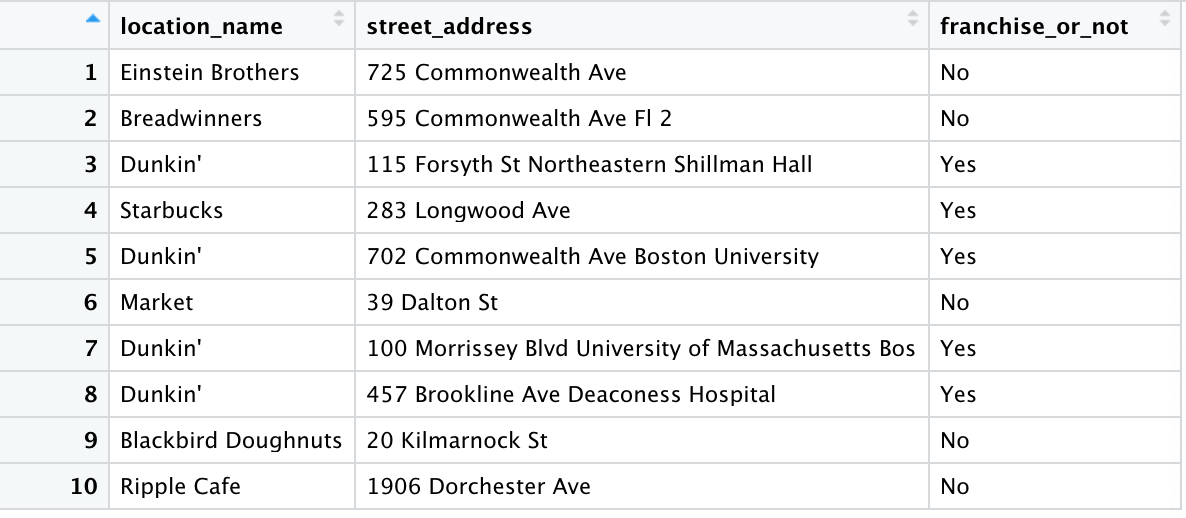 location_name street_address franchise_or_not
1 Einstein Brothers 725 Commonwealth Ave No
2 Breadwinners 595 Commonwealth Ave Fl 2 No
3 Dunkin' 115 Forsyth St Northeastern Shillman Hall Yes
4 Starbucks 283 Longwood Ave Yes
5 Dunkin' 702 Commonwealth Ave Boston University Yes
6 Market 39 Dalton St No
7 Dunkin' 100 Morrissey Blvd University of Massachusetts Bos Yes
8 Dunkin' 457 Brookline Ave Deaconess Hospital Yes
9 Blackbird Doughnuts 20 Kilmarnock St No
10 Ripple Cafe 1906 Dorchester Ave No